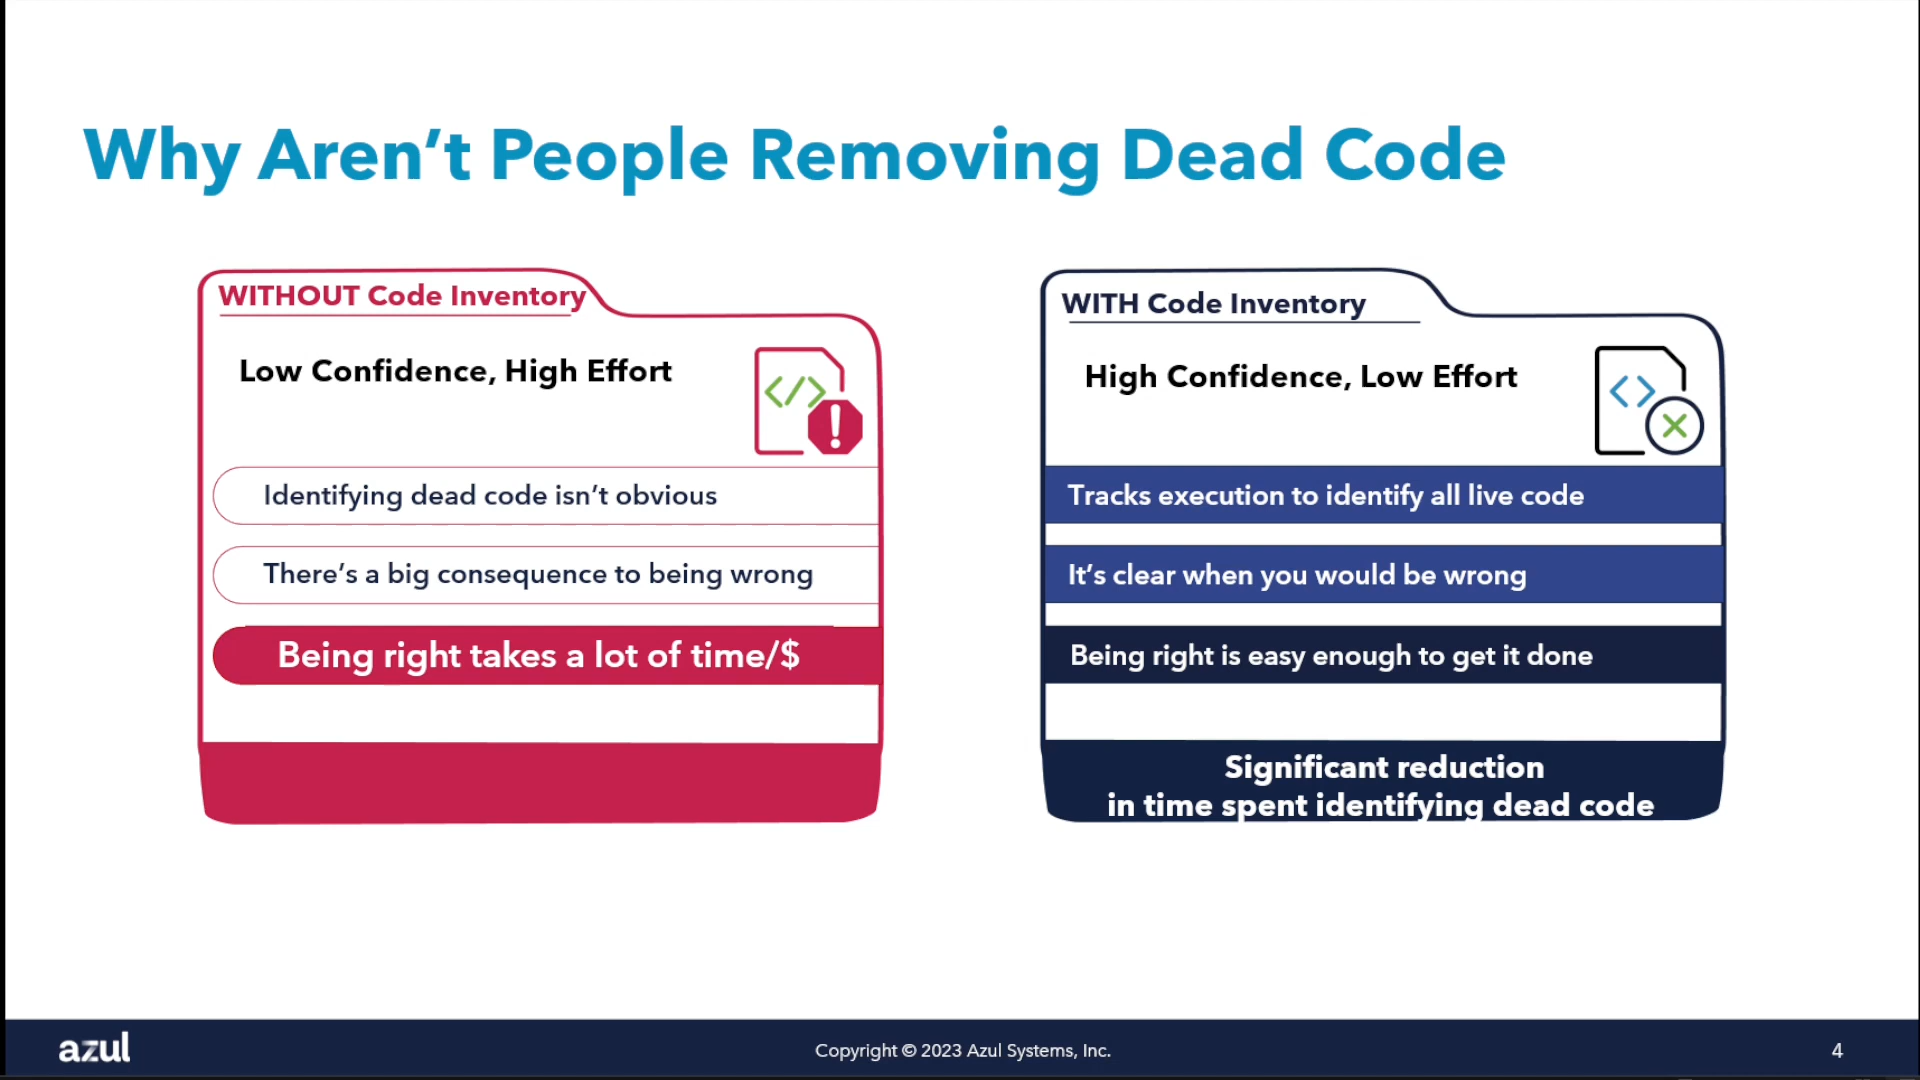 Why Aren’t People Removing Dead Code
WITHOUT Code Inventory
Low Confidence, High Effort
</>
!
Identifying dead code isn’t obvious
There’s a big consequence to being wrong
Being right takes a lot of time/$
WITH Code Inventory
High Confidence, Low Effort
<>
Tracks execution to identify all live code
It’s clear when you would be wrong
Being right is easy enough to get it done
Significant reduction
in time spent identifying dead code
azul
Copyright © 2023 Azul Systems, Inc.
4